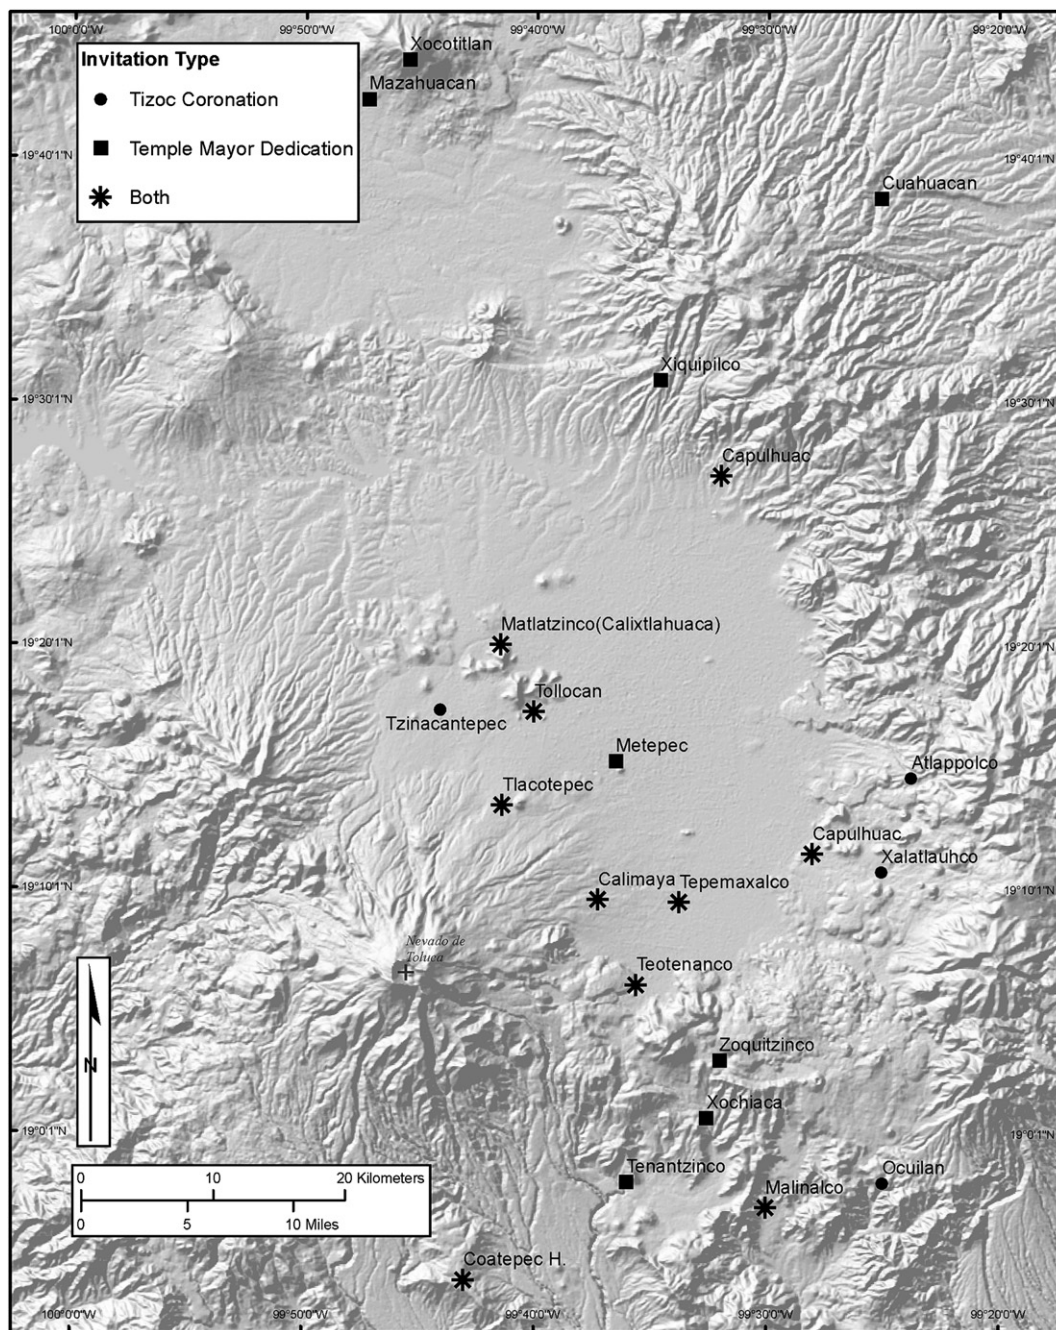 100°0'0"W
99°50'0"W
99°40'0"W
99°30'0"W
99°20'0"W
Invitation Type
Tizoc Coronation
Temple Mayor Dedication
Both
Xocotitlan
Mazahuacan
19°40'1"N
19°40'1"N
Cuahuacan
Xiquipilco
19°30'1"N
19°30'1"N
Capulhuac
Matlatzinco(Calixtlahuaca)
19°20'1"N
19°20'1"N
Tollocan
Tzinacantepec
Metepec
Atlappolco
Tlacotepec
Capulhuac
Xalatlauhco
19°10'1"N
19°10'1"N
Calimaya
Tepemaxalco
Nevado de
Toluca
Teotenanco
Zoquitzinco
N
Xochiaca
19°0'1"N
19°0'1"N
Tenantzinco
Ocuilan
Malinalco
0 10 20 Kilometers
0 5 10 Miles
Coatepec H.
100°0'0"W
99°50'0"W
99°40'0"W
99°30'0"W
99°20'0"W